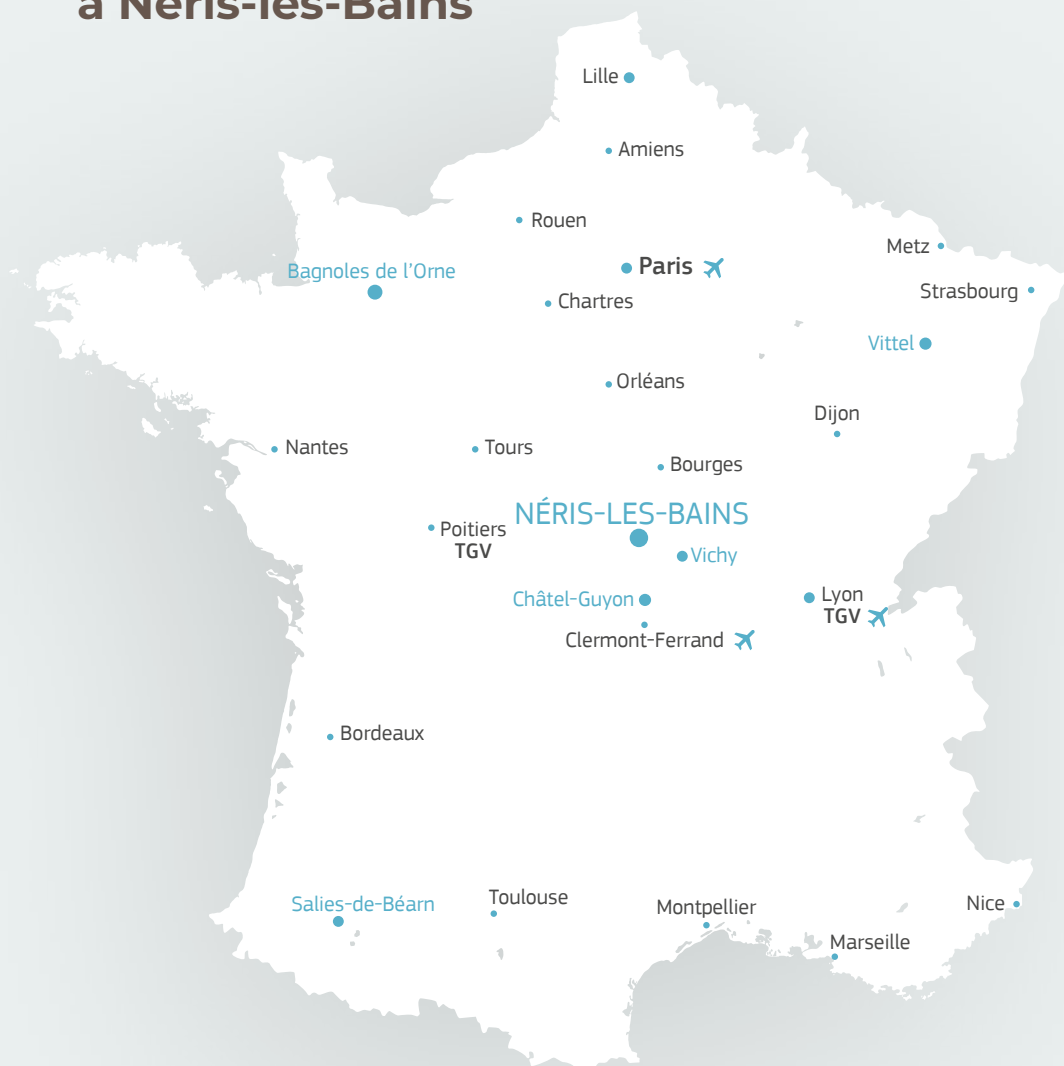 à Néris-les-Bains
Lille
Amiens
Rouen
Metz
Paris
Bagnoles de l'Orne
Strasbourg
Chartres
Vittel
Orléans
Dijon
Nantes
Tours
Bourges
NÉRIS-LES-BAINS
Poitiers
TGV
Vichy
Châtel-Guyon
Lyon
TGV
Clermont-Ferrand
Bordeaux
Toulouse
Salies-de-Béarn
Montpellier
Nice
Marseille